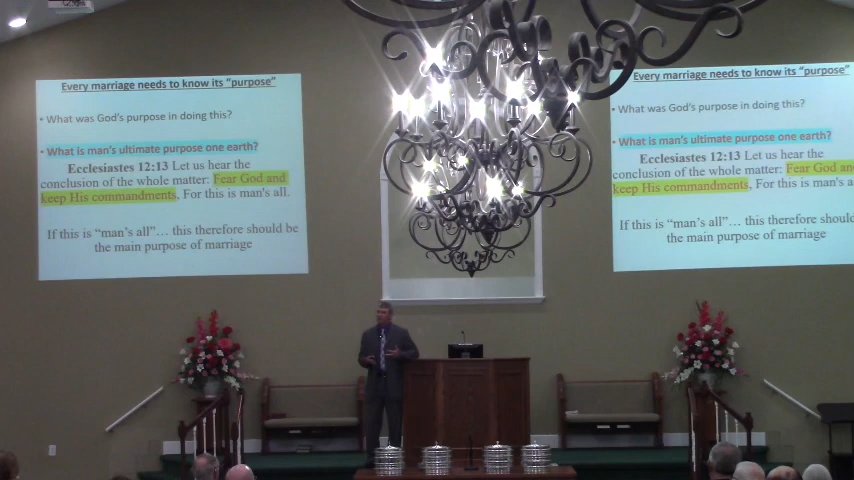 Every marriage needs to know its "purpose"
• What was God's purpose in doing this?
• What is man's ultimate purpose one earth?
Ecclesiastes 12:13 Let us hear the
conclusion of the whole matter: Fear God and
keep His commandments, For this is man's all.
If this is "man's all"… this therefore should be
the main purpose of marriage
Every marriage needs to know its "purpose"
• What was God's purpose in doing this?
• What is man's ultimate purpose one earth?
Ecclesiastes 12:13 Let us hear the
conclusion of the whole matter: Fear God an
keep His commandments, For this is man's a
If this is "man's all"… this therefore should
the main purpose of marriage